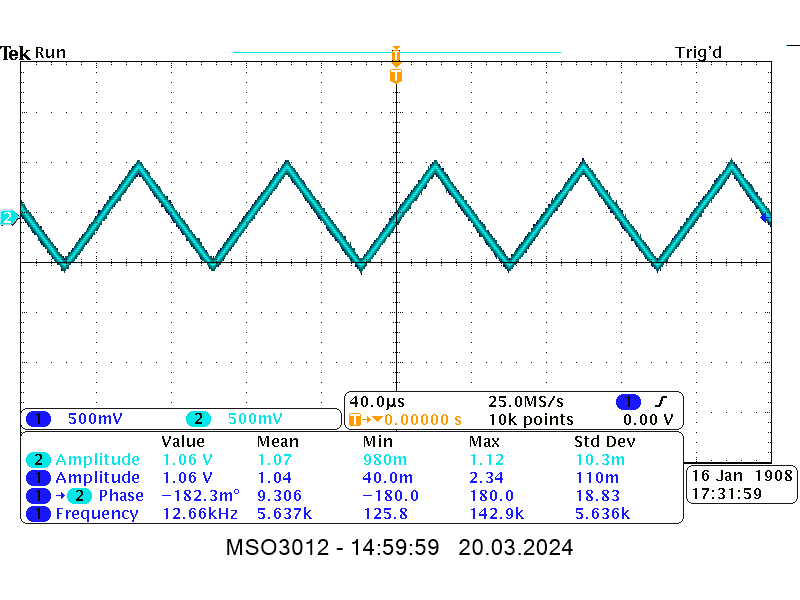 Tek Run Trig'd
T
T
2
1 500mV 2 500mV
40.0µs 25.0MS/s 1
T→▼0.00000 s 10k points 0.00 V
Value Mean Min Max Std Dev
2 Amplitude 1.06 V 1.07 980m 1.12 10.3m
1 Amplitude 1.06 V 1.04 40.0m 2.34 110m
1 →2 Phase −182.3m° 9.306 −180.0 180.0 18.83
1 Frequency 12.66kHz 5.637k 125.8 142.9k 5.636k
16 Jan 1908
17:31:59
MSO3012 - 14:59:59 20.03.2024